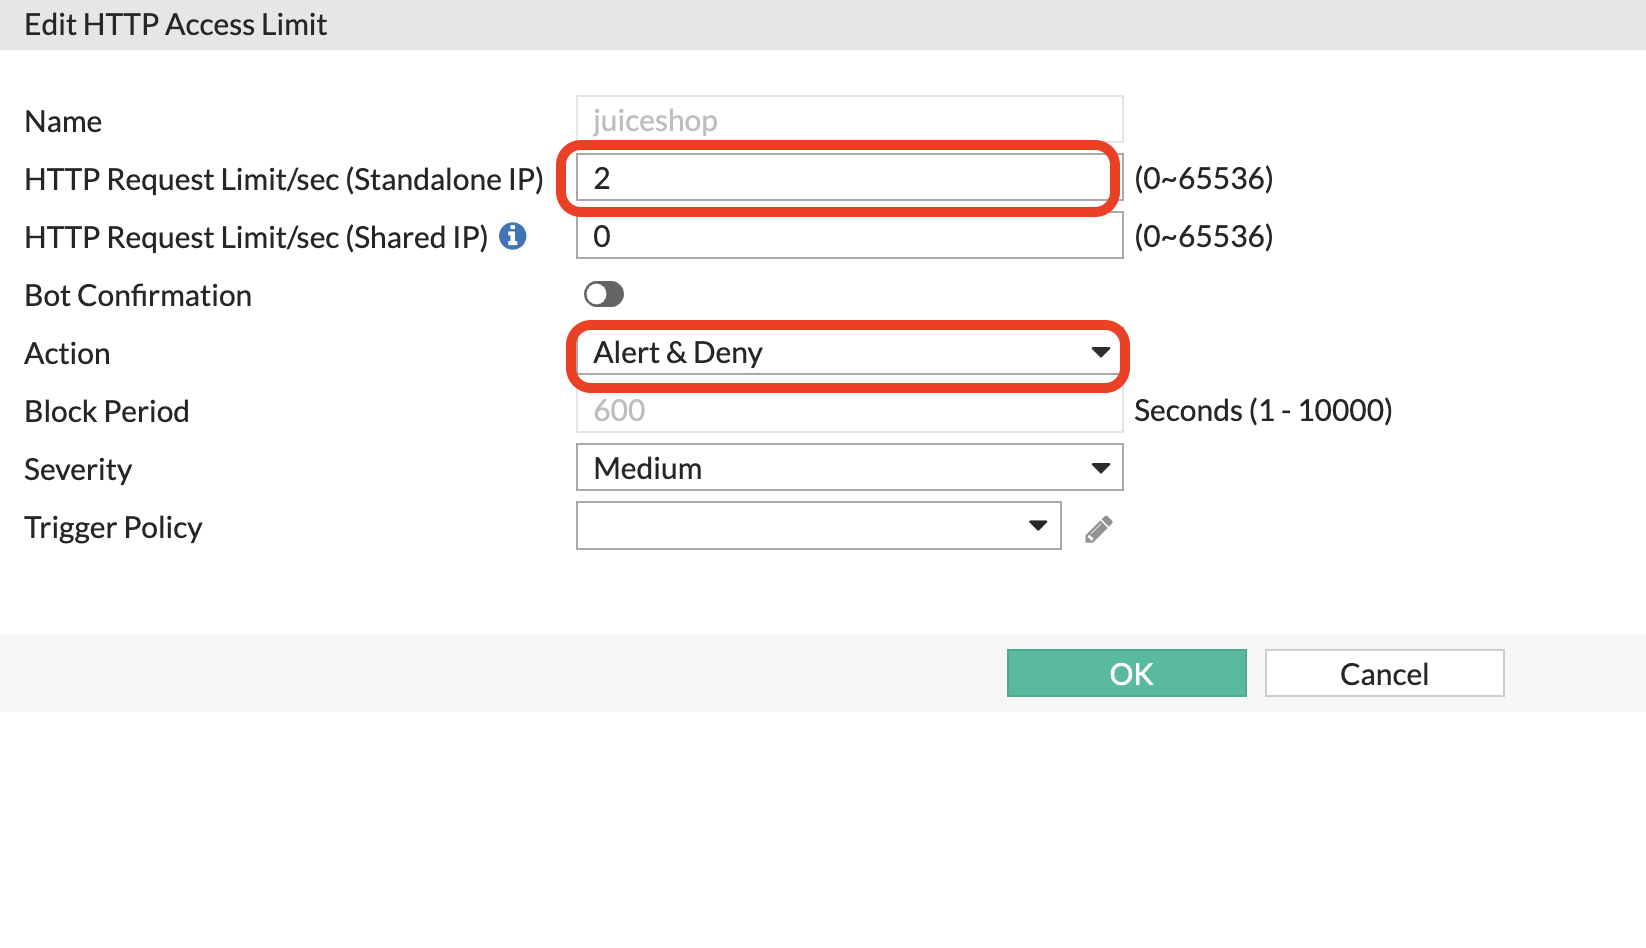 Edit HTTP Access Limit
Name juiceshop
HTTP Request Limit/sec (Standalone IP) 2 (0~65536)
HTTP Request Limit/sec (Shared IP) 0 (0~65536)
Bot Confirmation
Action Alert & Deny
Block Period 600 Seconds (1 - 10000)
Severity Medium
Trigger Policy
OK Cancel